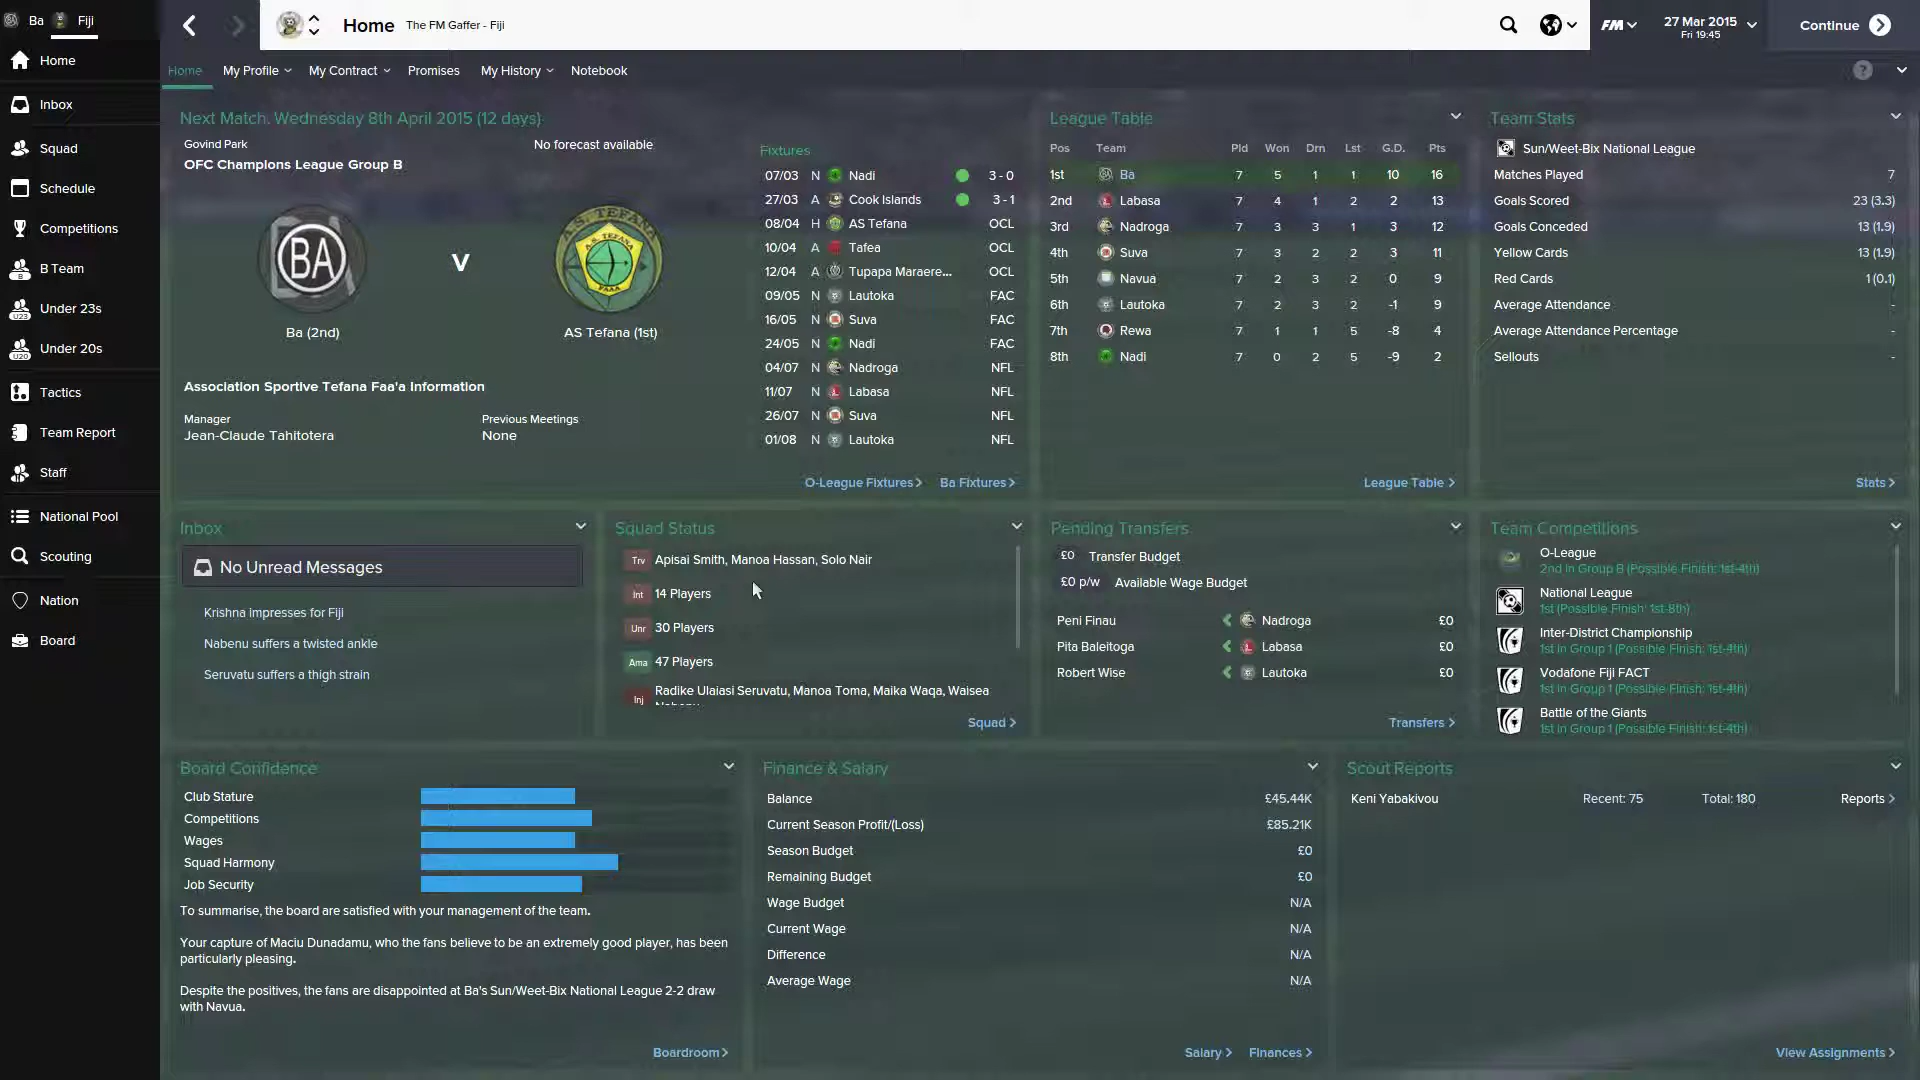 Ba Fiji
Home The FM Gaffer - Fiji
FM
27 Mar 2015
Fri 19:45
Continue
Home
Inbox
Squad
Schedule
Competitions
B Team
Under 23s
Under 20s
Tactics
Team Report
Staff
National Pool
Scouting
Nation
Board
Home My Profile My Contract Promises My History Notebook
?
Next Match. Wednesday 8th April 2015 (12 days)
Govind Park
No forecast available
OFC Champions League Group B
BA
V
A.S. TEFANA
FAAA
Ba (2nd)
AS Tefana (1st)
Association Sportive Tefana Faa'a Information
Manager
Jean-Claude Tahitotera
Previous Meetings
None
Fixtures
07/03 N Nadi 3 - 0
27/03 A Cook Islands 3 - 1
08/04 H AS Tefana OCL
10/04 A Tafea OCL
12/04 A Tupapa Maraere... OCL
09/05 N Lautoka FAC
16/05 N Suva FAC
24/05 N Nadi FAC
04/07 N Nadroga NFL
11/07 N Labasa NFL
26/07 N Suva NFL
01/08 N Lautoka NFL
O-League Fixtures> Ba Fixtures>
League Table
Pos Team Pld Won Drn Lst G.D. Pts
1st Ba 7 5 1 1 10 16
2nd Labasa 7 4 1 2 2 13
3rd Nadroga 7 3 3 1 3 12
4th Suva 7 3 2 2 3 11
5th Navua 7 2 3 2 0 9
6th Lautoka 7 2 3 2 -1 9
7th Rewa 7 1 1 5 -8 4
8th Nadi 7 0 2 5 -9 2
League Table >
Team Stats
Sun/Weet-Bix National League
Matches Played 7
Goals Scored 23 (3.3)
Goals Conceded 13 (1.9)
Yellow Cards 13 (1.9)
Red Cards 1 (0.1)
Average Attendance -
Average Attendance Percentage -
Sellouts -
Stats >
Inbox
No Unread Messages
Krishna impresses for Fiji
Nabenu suffers a twisted ankle
Seruvatu suffers a thigh strain
Squad Status
Trv Apisai Smith, Manoa Hassan, Solo Nair
Int 14 Players
Unr 30 Players
Ama 47 Players
Inj Radike Ulaiasi Seruvatu, Manoa Toma, Maika Waqa, Waisea
Nabenu
Squad >
Pending Transfers
£0 Transfer Budget
£0 p/w Available Wage Budget
Peni Finau Nadroga £0
Pita Baleitoga Labasa £0
Robert Wise Lautoka £0
Transfers >
Team Competitions
O-League
2nd in Group B (Possible Finish: 1st-4th)
National League
1st (Possible Finish: 1st-8th)
Inter-District Championship
1st in Group 1 (Possible Finish: 1st-4th)
Vodafone Fiji FACT
1st in Group 1 (Possible Finish: 1st-4th)
Battle of the Giants
1st in Group 1 (Possible Finish: 1st-4th)
Board Confidence
Club Stature
Competitions
Wages
Squad Harmony
Job Security
To summarise, the board are satisfied with your management of the team.
Your capture of Maciu Dunadamu, who the fans believe to be an extremely good player, has been
particularly pleasing.
Despite the positives, the fans are disappointed at Ba's Sun/Weet-Bix National League 2-2 draw
with Navua.
Boardroom>
Finance & Salary
Balance £45.44K
Current Season Profit/(Loss) £85.21K
Season Budget £0
Remaining Budget £0
Wage Budget N/A
Current Wage N/A
Difference N/A
Average Wage N/A
Salary > Finances >
Scout Reports
Keni Yabakivou Recent: 75 Total: 180 Reports >
View Assignments >